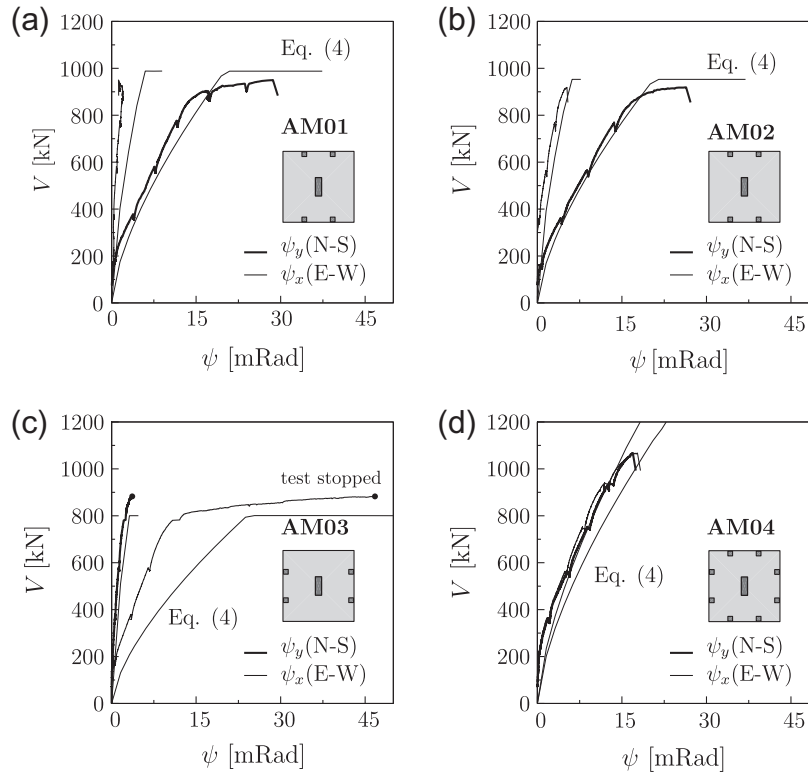 (a)
1200
1000
800
600
400
200
0
V [kN]
Eq. (4)
AM01
ψy(N-S)
ψx(E-W)
0 15 30 45
ψ [mRad]
(b)
1200
1000
800
600
400
200
0
V [kN]
Eq. (4)
AM02
ψy(N-S)
ψx(E-W)
0 15 30 45
ψ [mRad]
(c)
1200
1000
800
600
400
200
0
V [kN]
test stopped
AM03
Eq. (4)
ψy(N-S)
ψx(E-W)
0 15 30 45
ψ [mRad]
(d)
1200
1000
800
600
400
200
0
V [kN]
AM04
Eq. (4)
ψy(N-S)
ψx(E-W)
0 15 30 45
ψ [mRad]